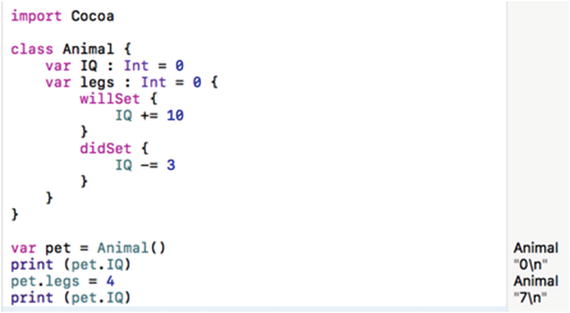 import Cocoa
class Animal {
var IQ : Int = 0
var legs : Int = 0 {
willSet {
IQ += 10
}
didSet {
IQ -= 3
}
}
}
var pet = Animal()
Animal
print (pet.IQ)
"0\n"
pet.legs = 4
Animal
print (pet.IQ)
"7\n"